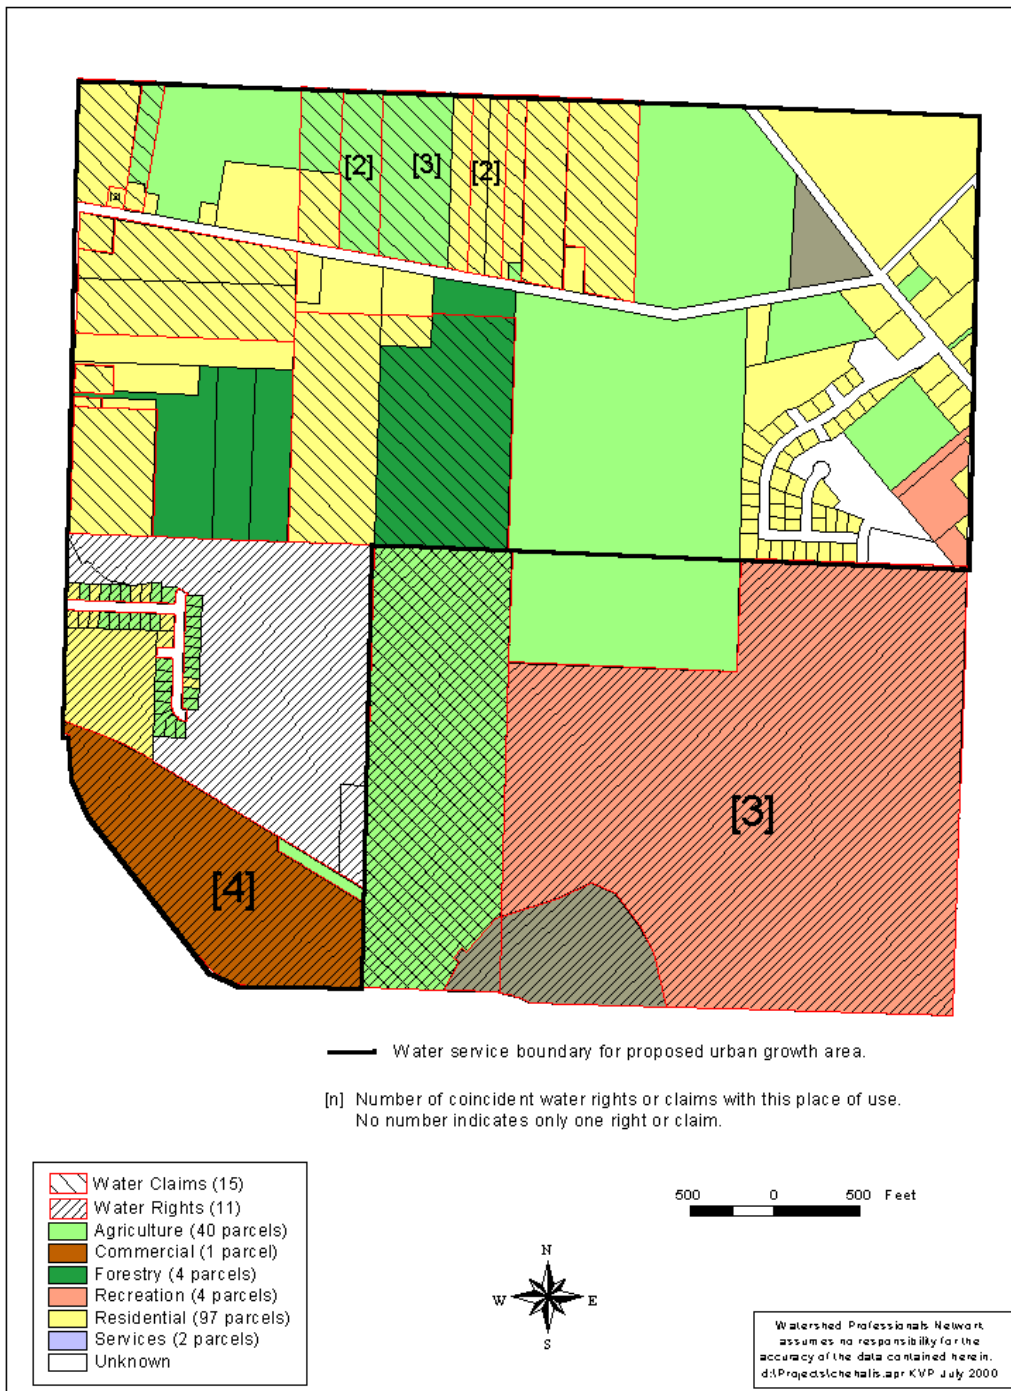 [2]
[3]
[2]
[2]
[3]
[4]
Water service boundary for proposed urban growth area.
[n] Number of coincident water rights or claims with this place of use.
No number indicates only one right or claim.
Water Claims (15)
Water Rights (11)
Agriculture (40 parcels)
Commercial (1 parcel)
Forestry (4 parcels)
Recreation (4 parcels)
Residential (97 parcels)
Services (2 parcels)
Unknown
500 0 500 Feet
N
W E
S
Watershed Professionals Network
assumes no responsibility for the
accuracy of the data contained herein.
d:\Projects\chehalis.apr KVP July 2000